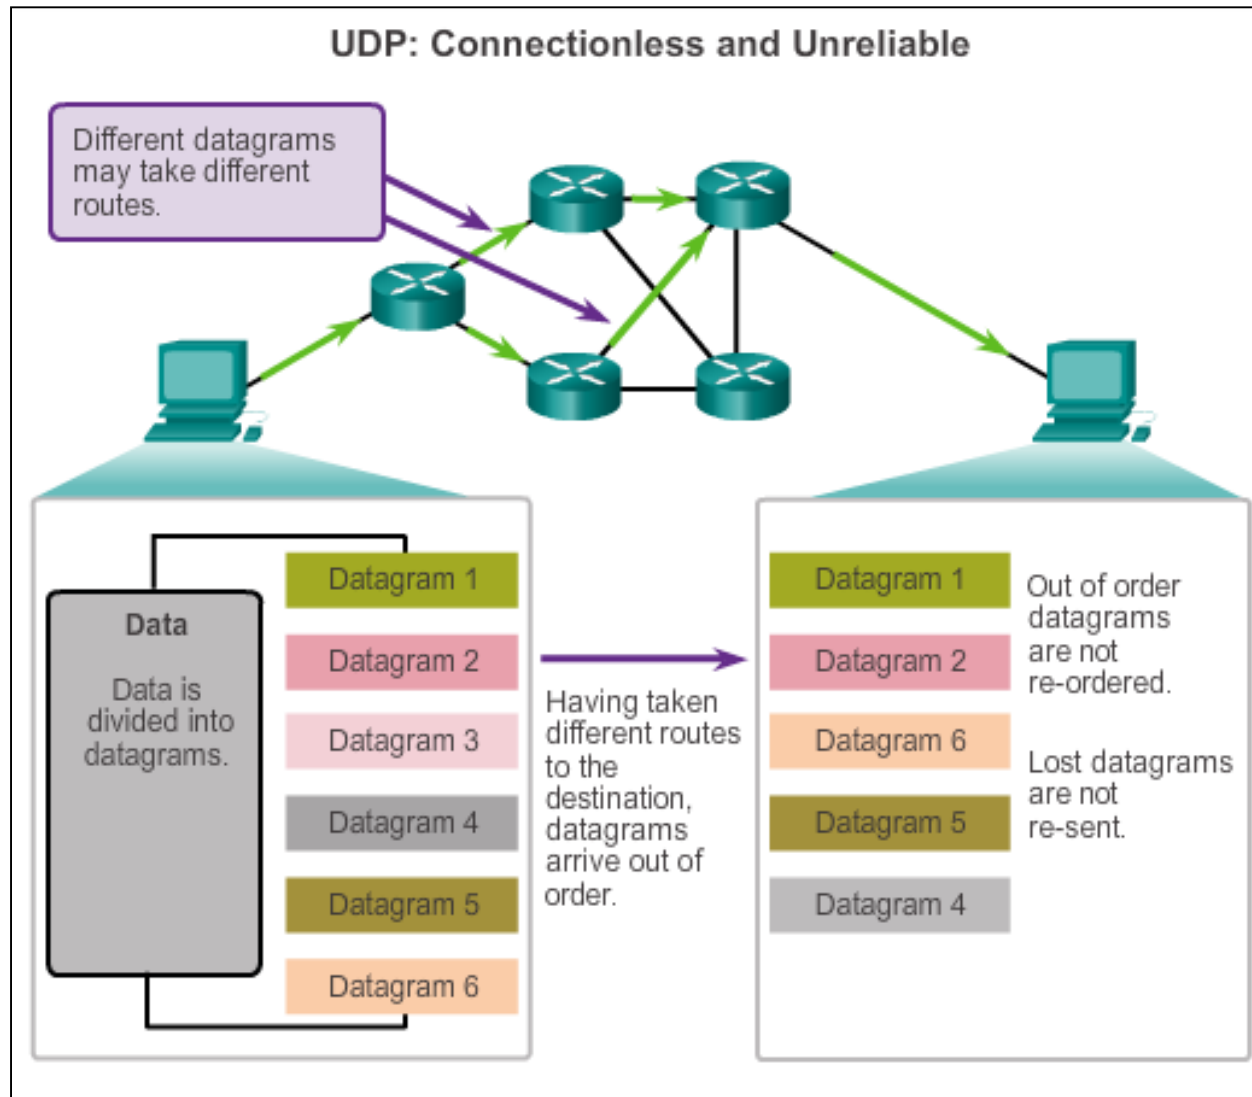 UDP: Connectionless and Unreliable
Different datagrams
may take different
routes.
Data
Data is
divided into
datagrams.
Datagram 1
Datagram 2
Datagram 3
Datagram 4
Datagram 5
Datagram 6
Having taken
different routes
to the
destination,
datagrams
arrive out of
order.
Datagram 1
Datagram 2
Datagram 6
Datagram 5
Datagram 4
Out of order
datagrams
are not
re-ordered.
Lost datagrams
are not
re-sent.